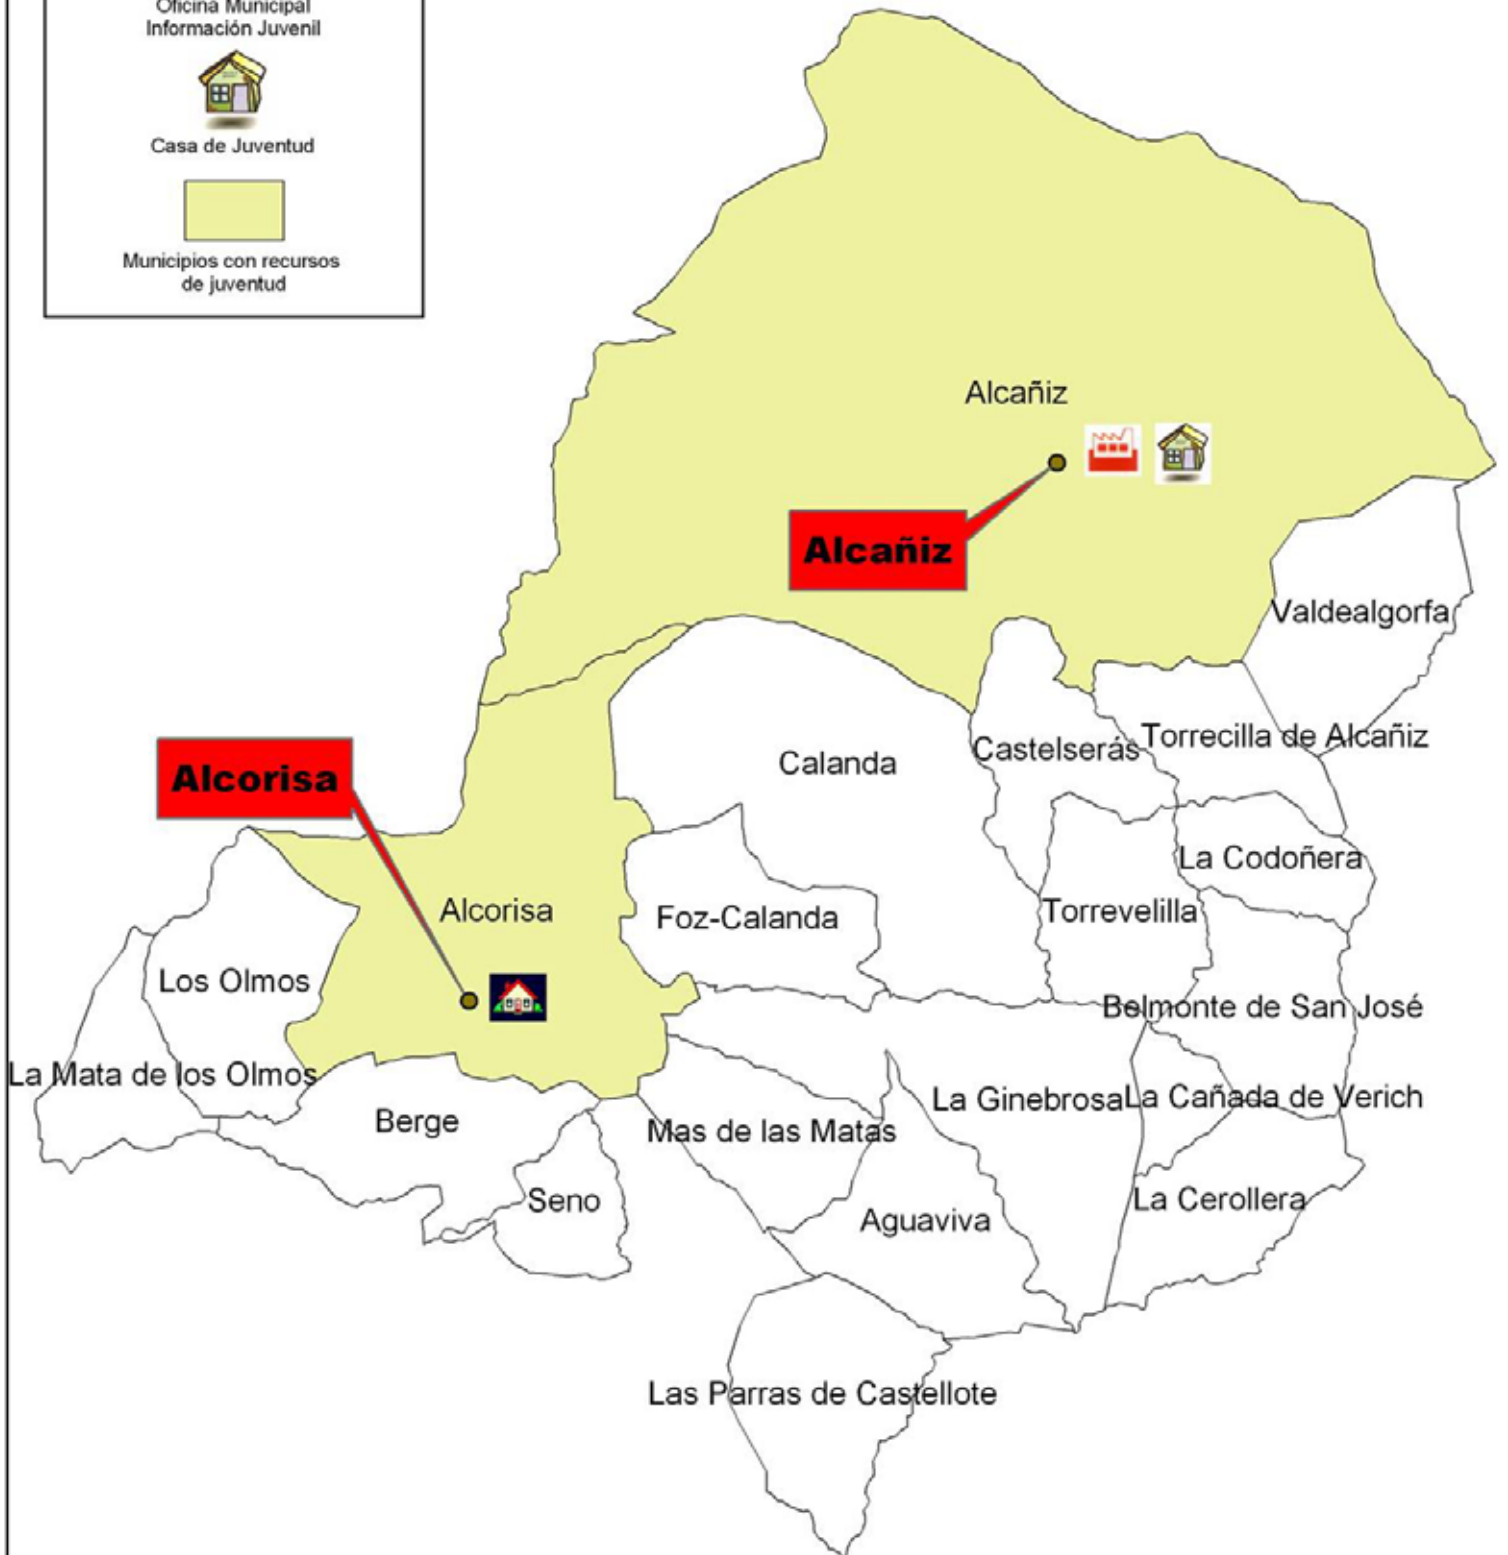 Oficina Municipal
Información Juvenil
Casa de Juventud
Municipios con recursos
de juventud
Alcañiz
Alcañiz
Valdealgorfa
Torrecilla de Alcañiz
Castelserás
Calanda
Alcorisa
La Codoñera
Alcorisa
Foz-Calanda
Torrevelilla
Los Olmos
Belmonte de San José
La Mata de los Olmos
La Ginebrosa
La Cañada de Verich
Berge
Mas de las Matas
Seno
La Cerollera
Aguaviva
Las Parras de Castellote